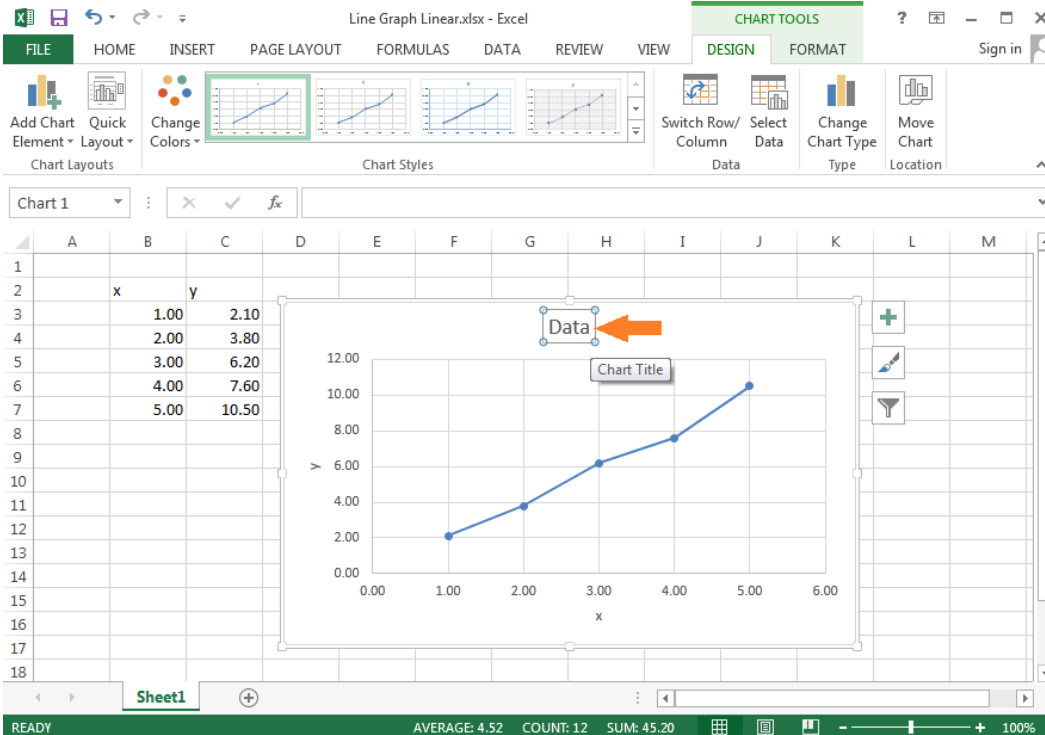 Line Graph Linear.xlsx - Excel
CHART TOOLS
?
FILE HOME INSERT PAGE LAYOUT FORMULAS DATA REVIEW VIEW DESIGN FORMAT Sign in
Add Chart Element
Quick Layout
Change Colors
Switch Row/ Column
Select Data
Change Chart Type
Move Chart
Chart Layouts
Chart Styles
Data
Type
Location
Chart 1
fx
A B C D E F G H I J K L M
1
2 x y
3 1.00 2.10
4 2.00 3.80
5 3.00 6.20
6 4.00 7.60
7 5.00 10.50
8
9
10
11
12
13
14
15
16
17
18
Data
Chart Title
12.00
10.00
8.00
6.00
4.00
2.00
0.00
y
0.00 1.00 2.00 3.00 4.00 5.00 6.00
x
Sheet1
READY AVERAGE: 4.52 COUNT: 12 SUM: 45.20 100%